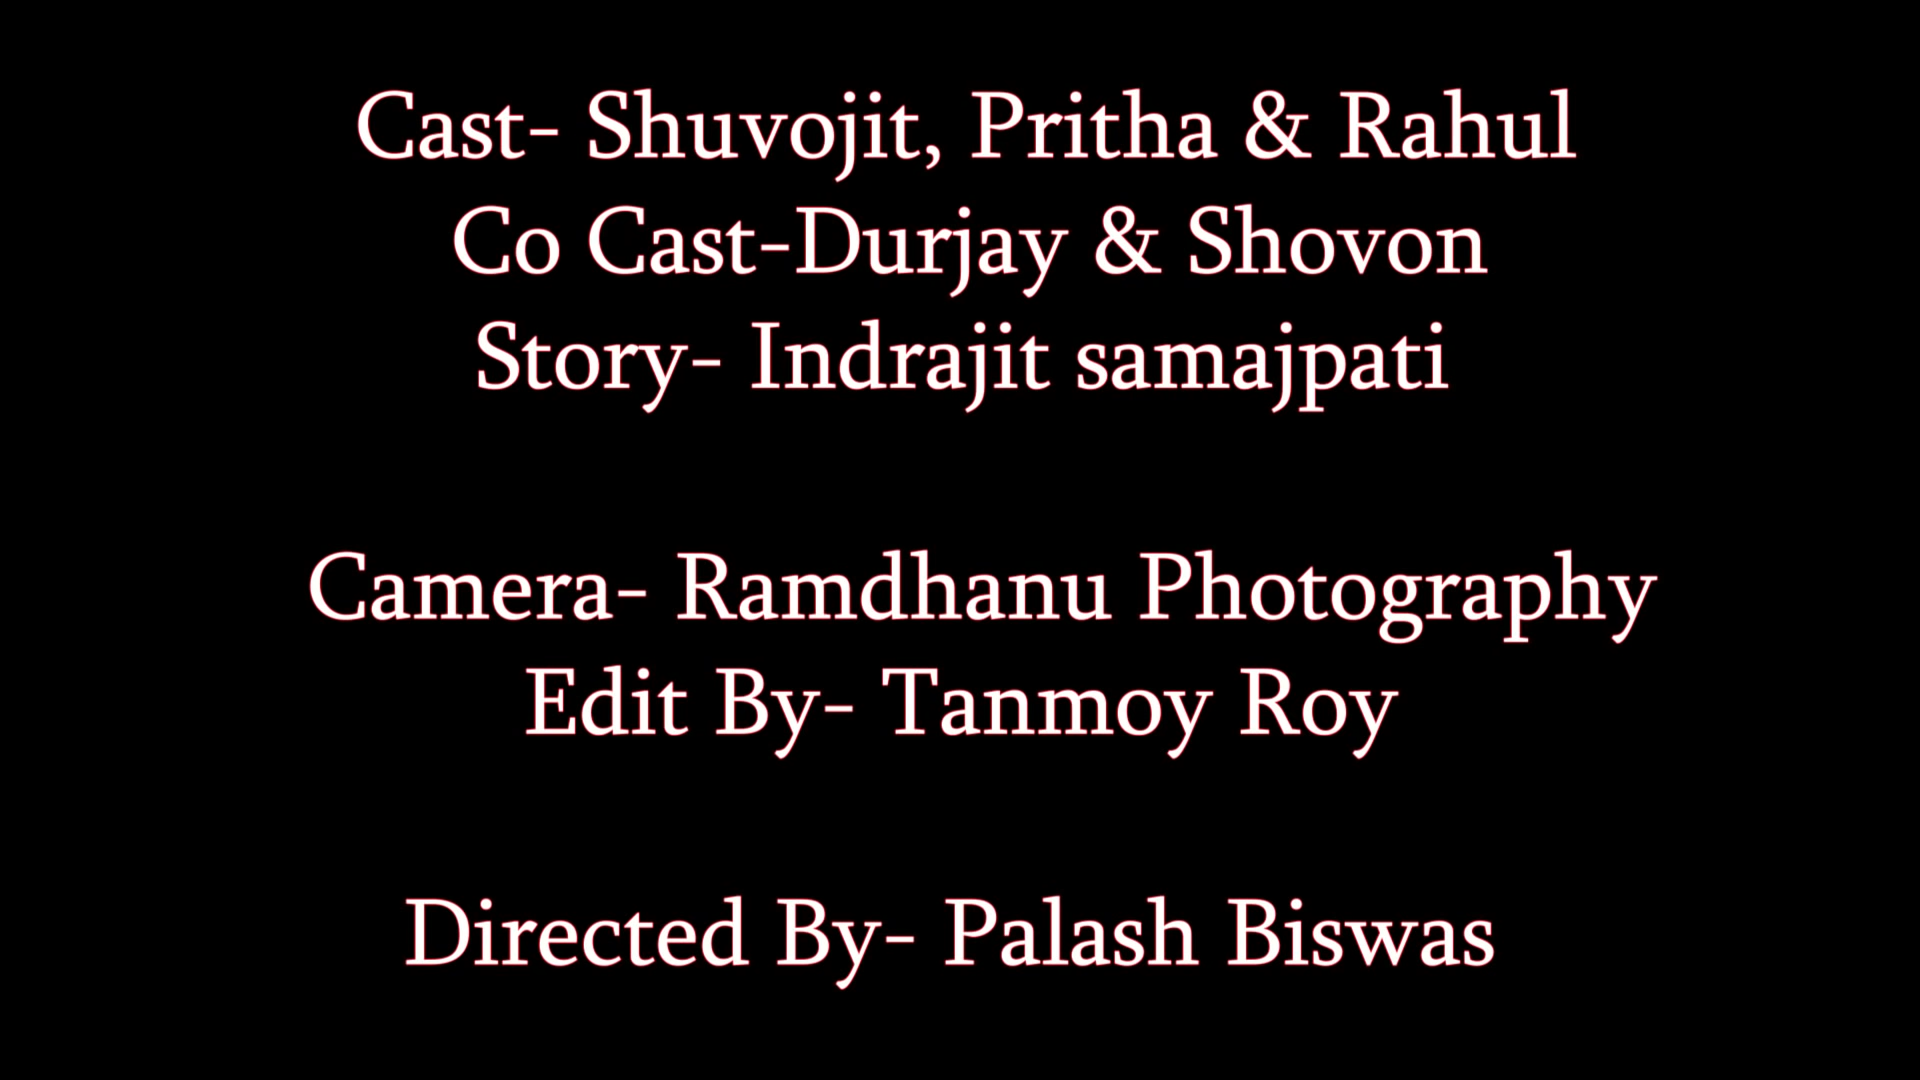 Cast- Shuvojit, Pritha & Rahul
Co Cast-Durjay & Shovon
Story- Indrajit samajpati
Camera- Ramdhanu Photography
Edit By- Tanmoy Roy
Directed By- Palash Biswas